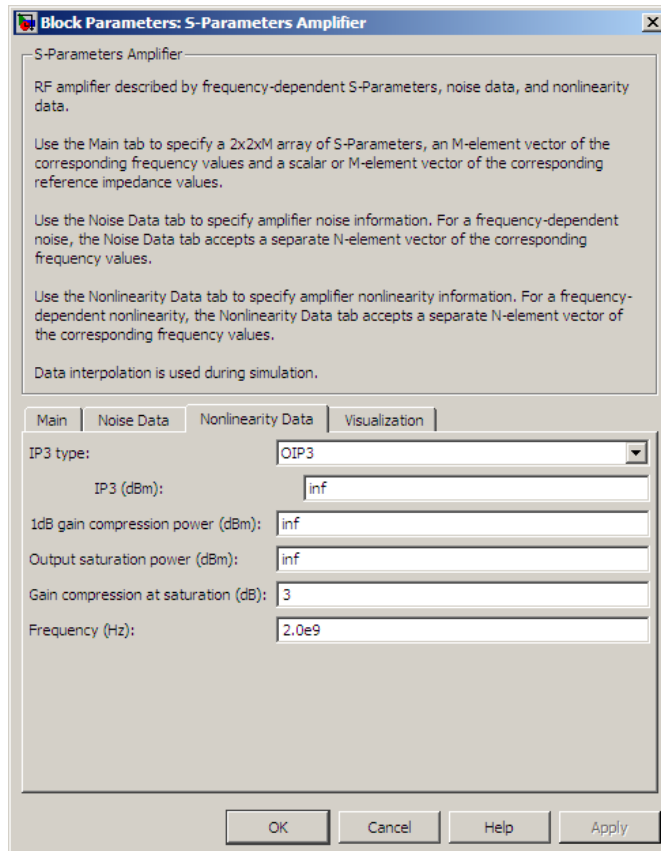 Block Parameters: S-Parameters Amplifier
S-Parameters Amplifier
RF amplifier described by frequency-dependent S-Parameters, noise data, and nonlinearity
data.
Use the Main tab to specify a 2x2xM array of S-Parameters, an M-element vector of the
corresponding frequency values and a scalar or M-element vector of the corresponding
reference impedance values.
Use the Noise Data tab to specify amplifier noise information. For a frequency-dependent
noise, the Noise Data tab accepts a separate N-element vector of the corresponding
frequency values.
Use the Nonlinearity Data tab to specify amplifier nonlinearity information. For a frequency-
dependent nonlinearity, the Nonlinearity Data tab accepts a separate N-element vector of
the corresponding frequency values.
Data interpolation is used during simulation.
Main Noise Data Nonlinearity Data Visualization
IP3 type: OIP3
IP3 (dBm): inf
1dB gain compression power (dBm): inf
Output saturation power (dBm): inf
Gain compression at saturation (dB): 3
Frequency (Hz): 2.0e9
OK Cancel Help Apply